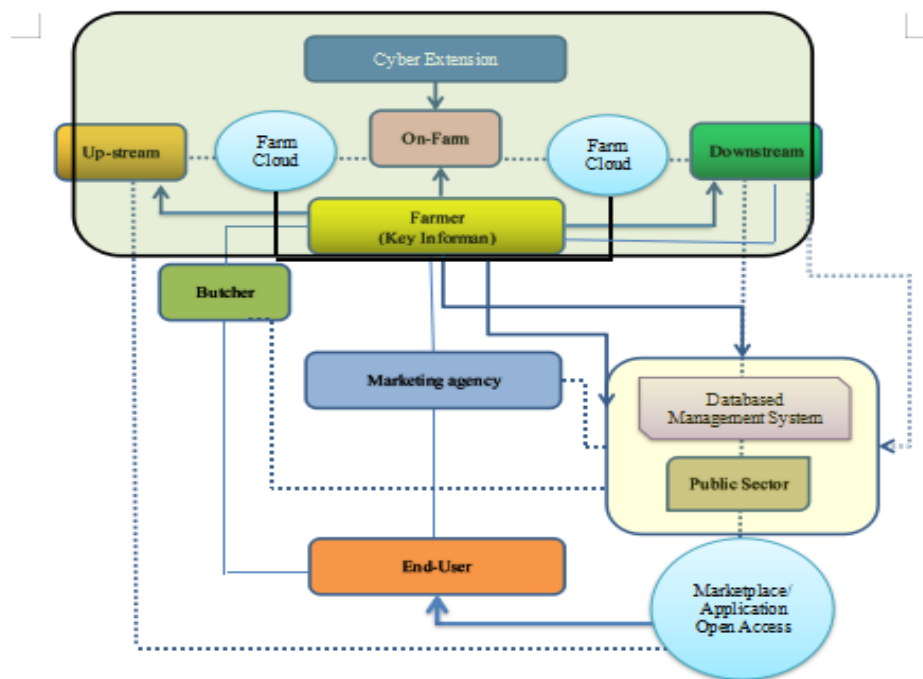 Cyber Extension
Up-stream
Farm
Cloud
On-Farm
Farm
Cloud
Downstream
Farmer
(Key Informan)
Butcher
Marketing agency
Databased
Management System
Public Sector
End-User
Marketplace/
Application
Open Access